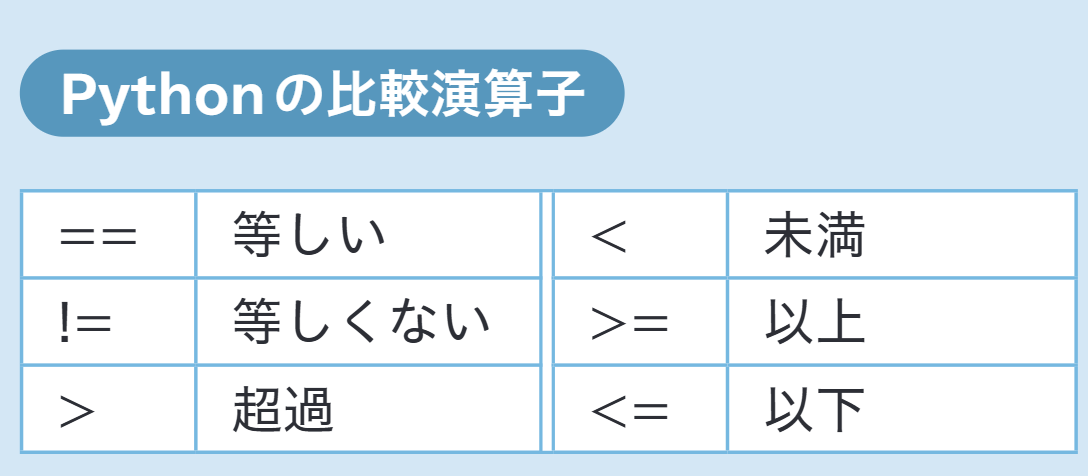 Pythonの比較演算子
== 等しい < 未満
!= 等しくない >= 以上
> 超過 <= 以下